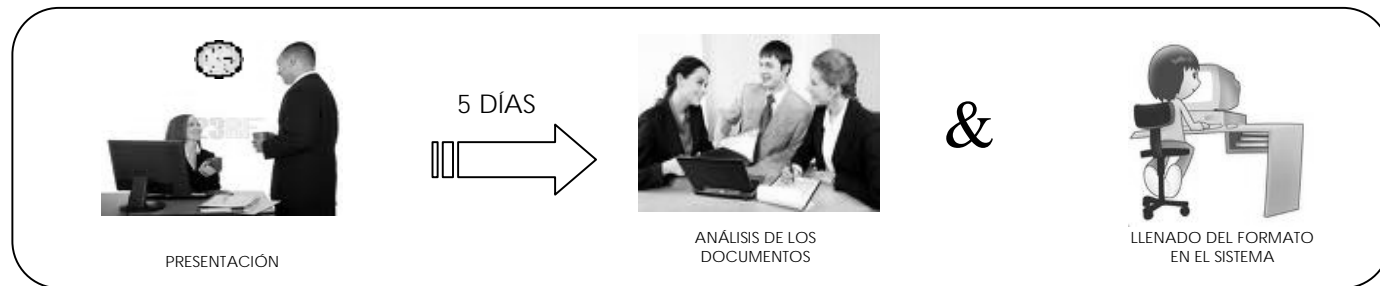 5 DÍAS
&
PRESENTACIÓN
ANÁLISIS DE LOS
DOCUMENTOS
LLENADO DEL FORMATO
EN EL SISTEMA